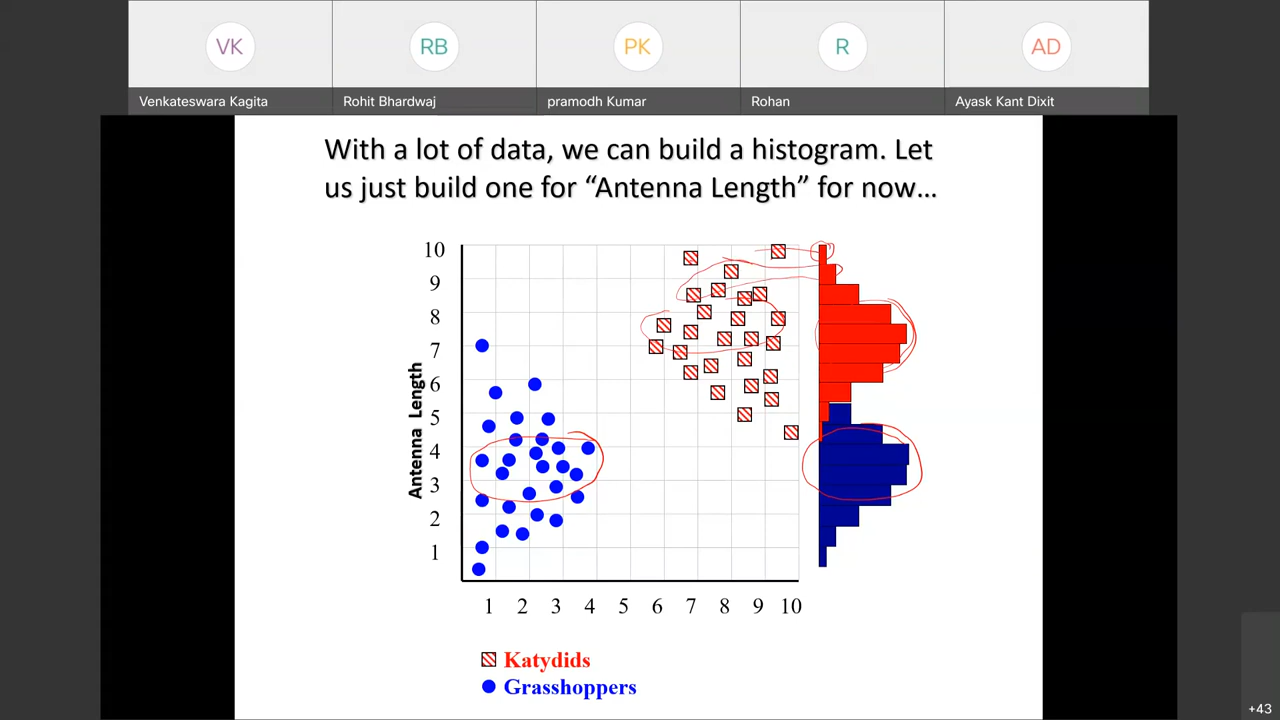 VK
RB
PK
R
AD
Venkateswara Kagita
Rohit Bhardwaj
pramodh Kumar
Rohan
Ayask Kant Dixit
With a lot of data, we can build a histogram. Let
us just build one for “Antenna Length” for now…
Antenna Length
10
9
8
7
6
5
4
3
2
1
1 2 3 4 5 6 7 8 9 10
Katydids
Grasshoppers
+43